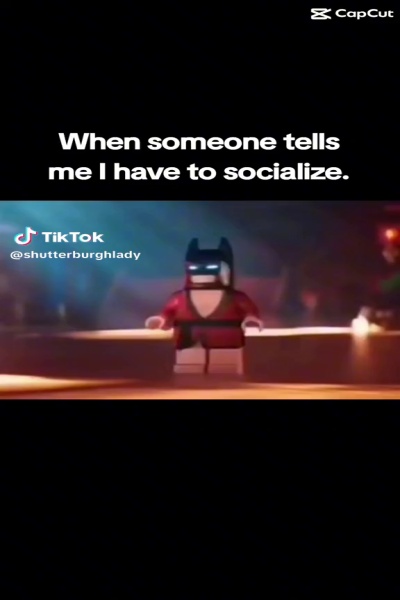 CapCut
When someone tells
me I have to socialize.
TikTok
@shutterburghlady